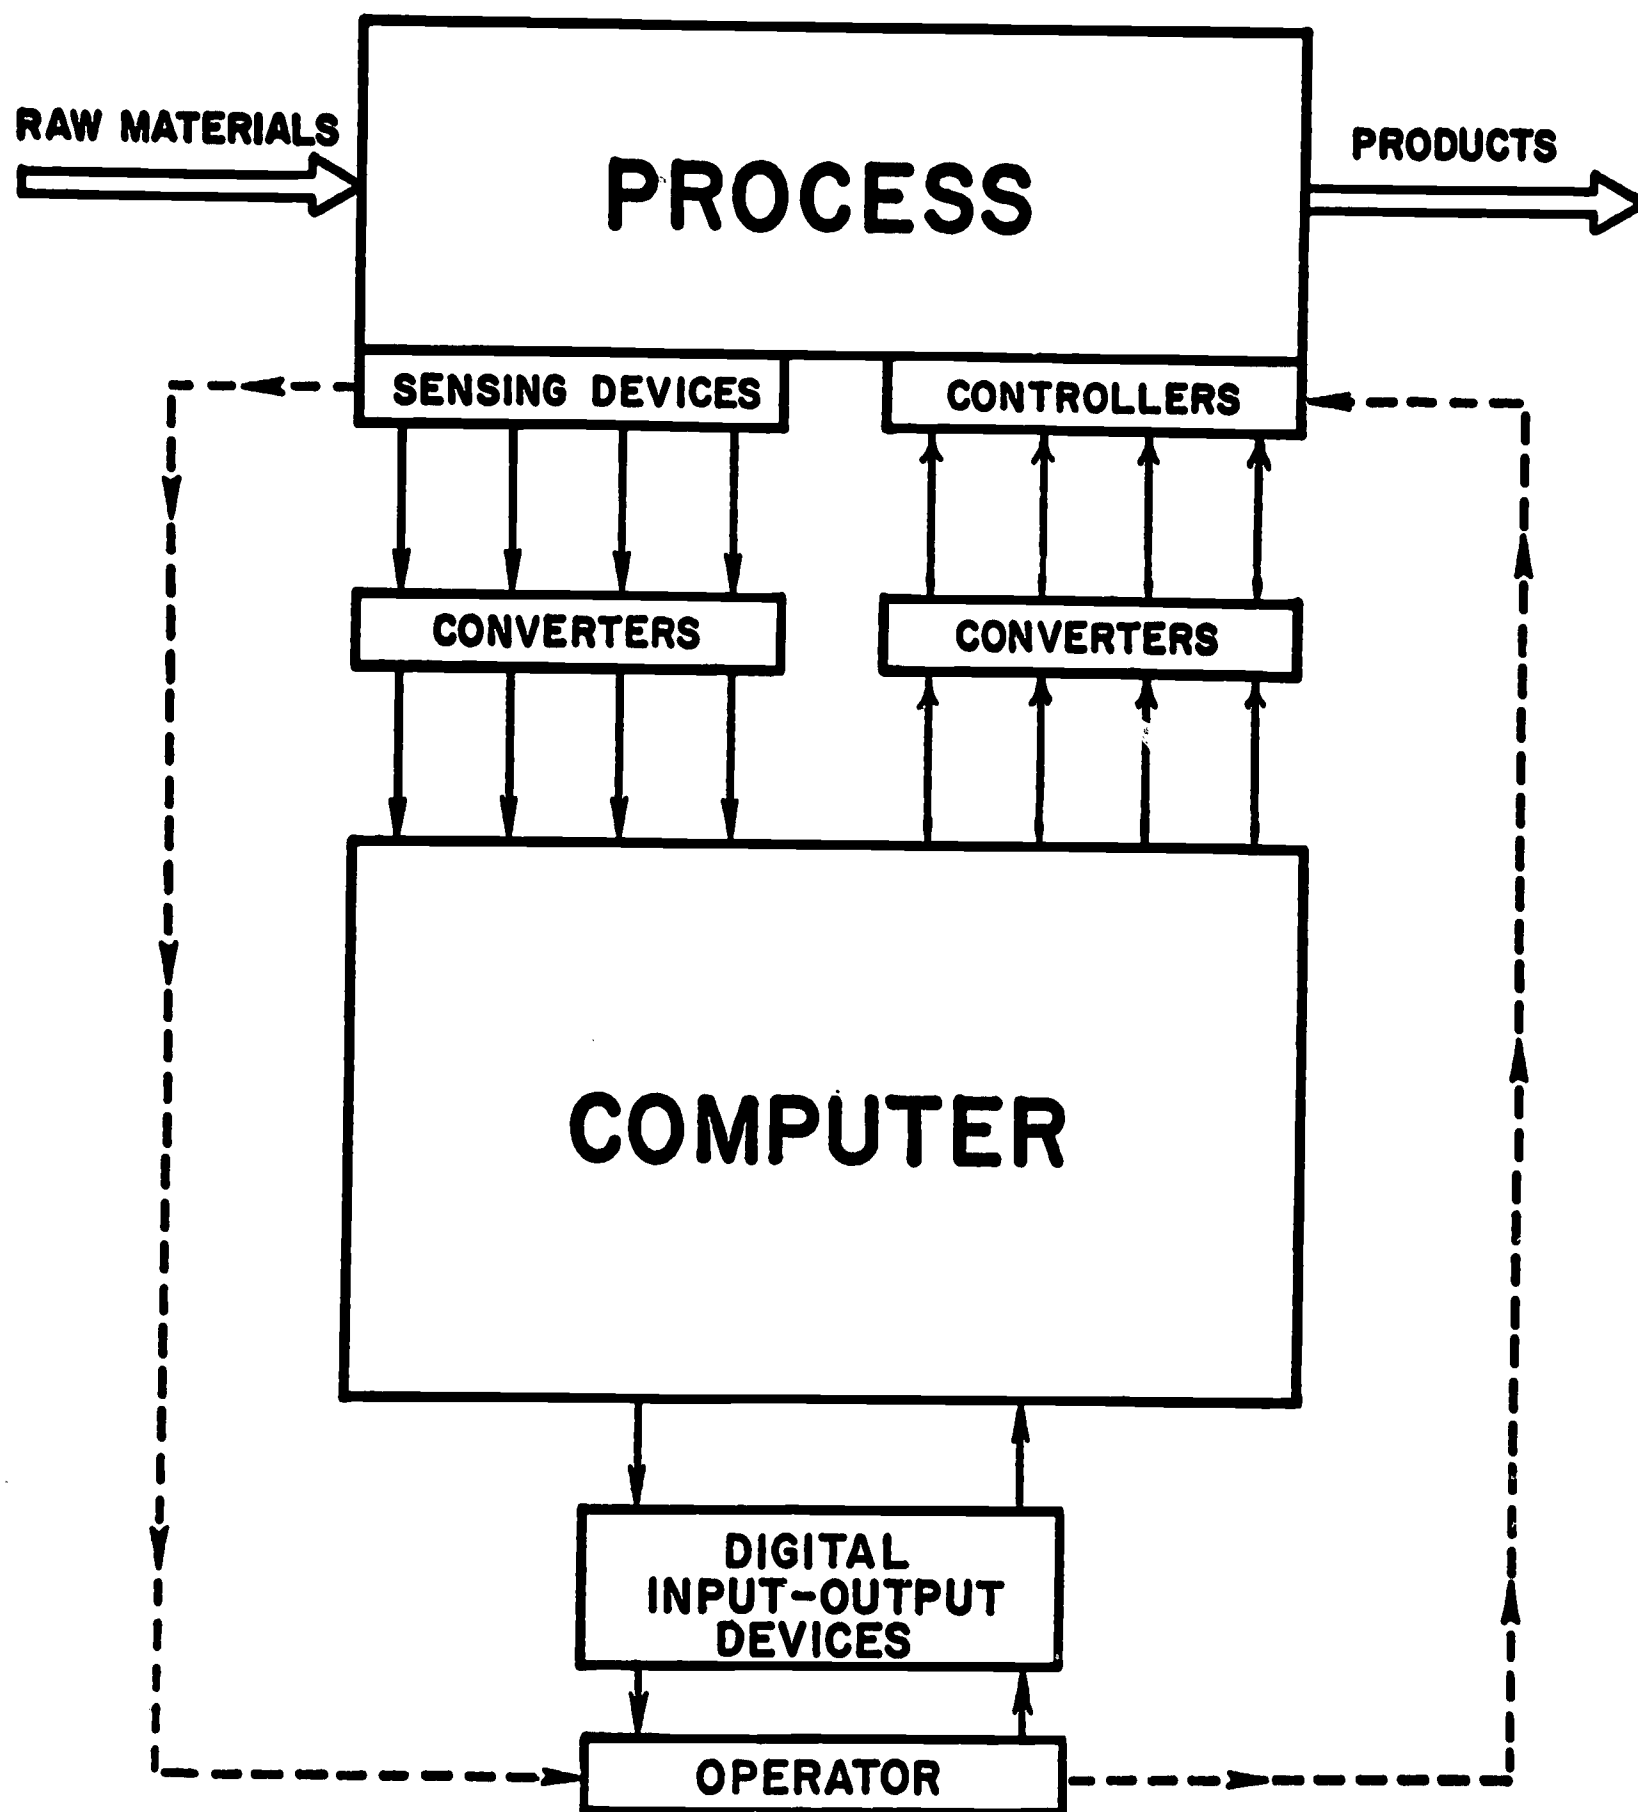 RAW MATERIALS
PROCESS
PRODUCTS
SENSING DEVICES
CONTROLLERS
CONVERTERS
CONVERTERS
COMPUTER
DIGITAL
INPUT-OUTPUT
DEVICES
OPERATOR